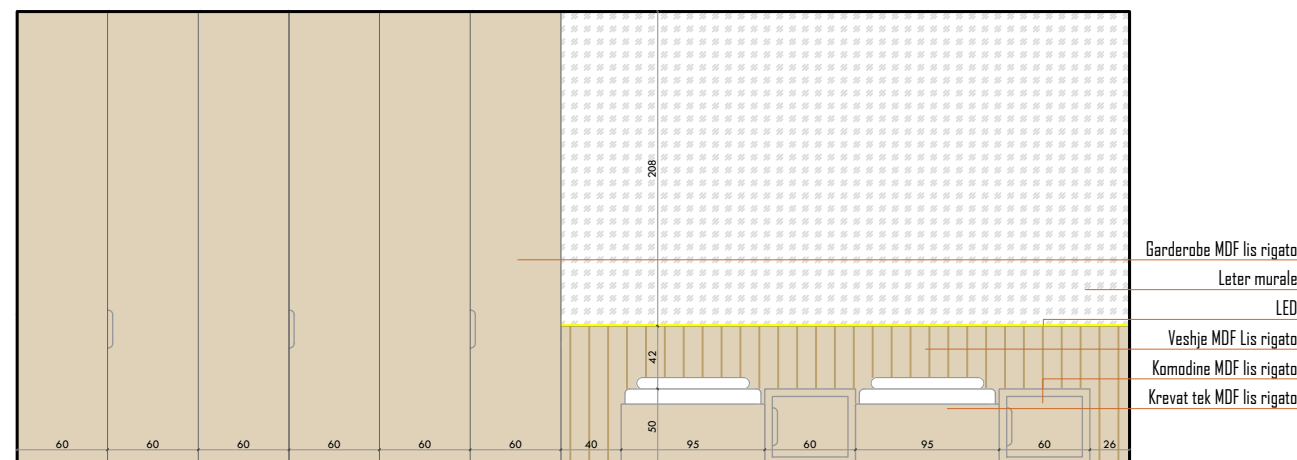 208
Garderobe MDF lis rigato
Leter murale
LED
Veshje MDF Lis rigato
42
Komodine MDF lis rigato
Krevat tek MDF lis rigato
50
60 60 60 60 60 60 40 95 60 95 60 26